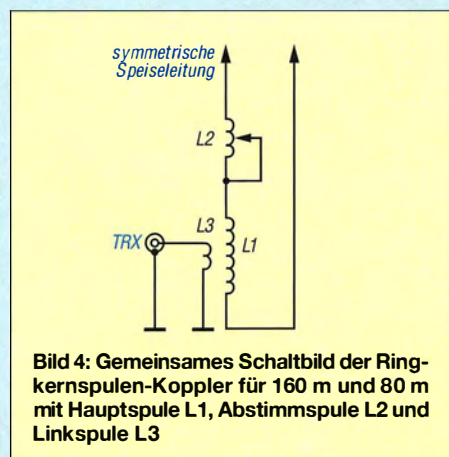 symmetrische
Speiseleitung
L2
L3
TRX
L1
Bild 4: Gemeinsames Schaltbild der Ring-
kernspulen-Koppler für 160 m und 80 m
mit Hauptspule L1, Abstimmspule L2 und
Linkspule L3